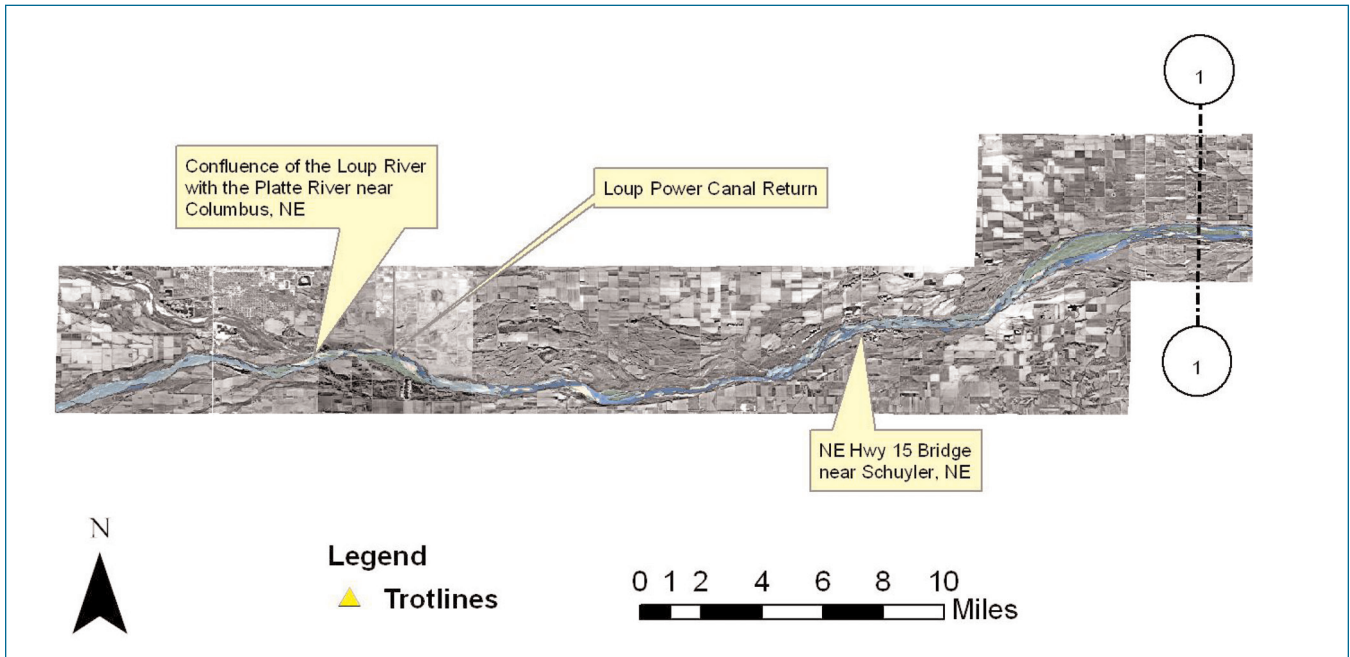 1
Confluence of the Loup River
with the Platte River near
Columbus, NE
Loup Power Canal Return
NE Hwy 15 Bridge
near Schuyler, NE
1
N
Legend
Trotlines
0 1 2 4 6 8 10
Miles